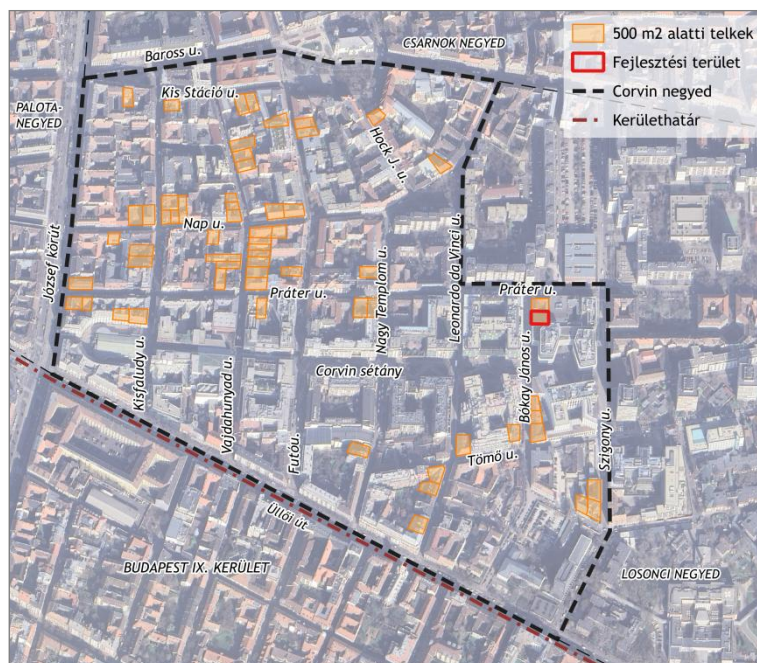 500 m2 alatti telkek
Fejlesztési terület
Corvin negyed
Kerülethatár
CSARNOK NEGYED
Baross u.
PALOTA-
NEGYED
Kis Stáció u.
Hock J. u.
Nap u.
József körút
Práter u.
Nagy Templom u.
Leonardo da Vinci u.
Práter u.
Kisfaludy u.
Vajdahunyad u.
Futóu.
Corvin sétány
Bókay János u.
Szigony u.
Tömő u.
Üllői út
BUDAPEST IX. KERÜLET
LOSONCI NEGYED